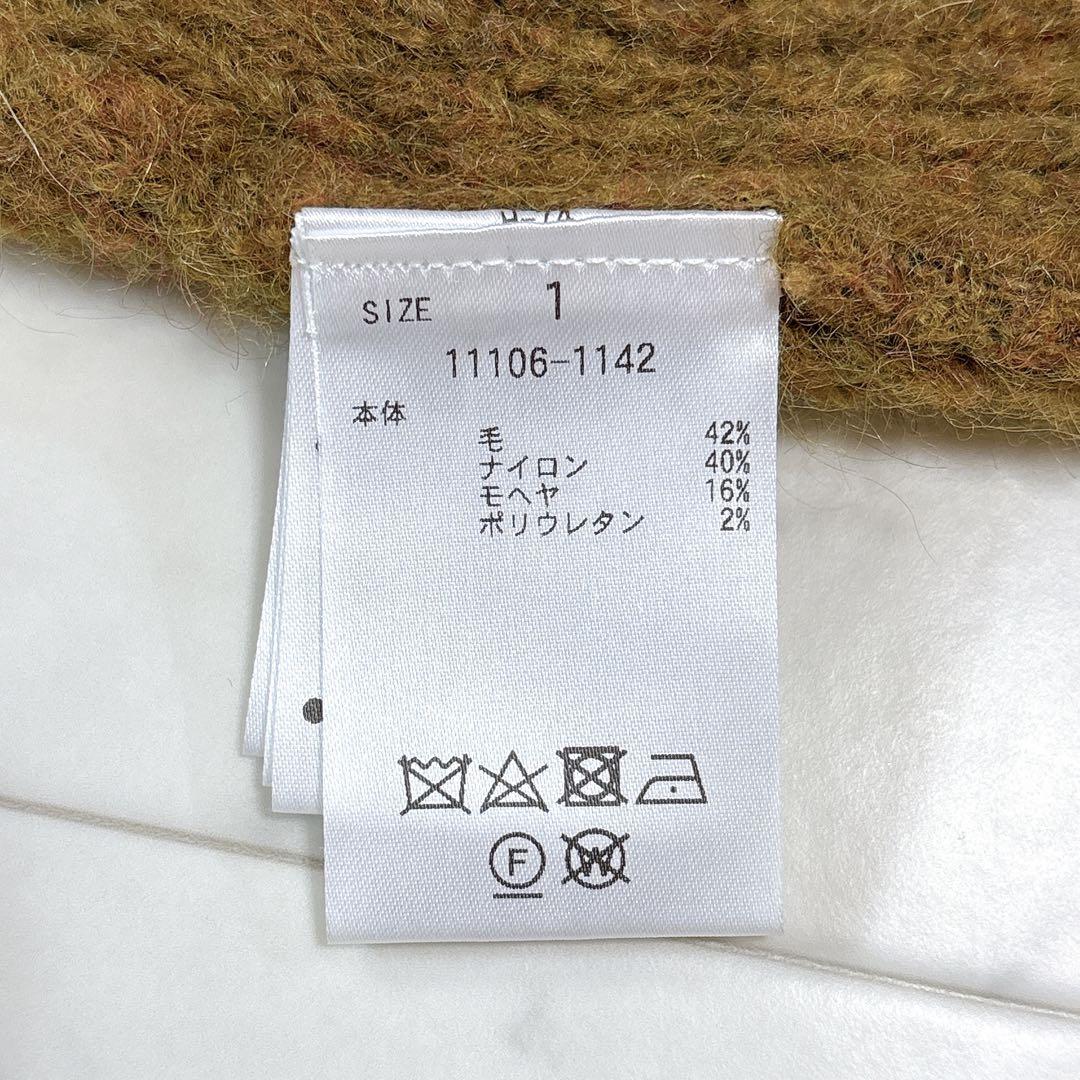 SIZE 1
11106-1142
本体
毛 42%
ナイロン 40%
モヘヤ 16%
ポリウレタン 2%
F W